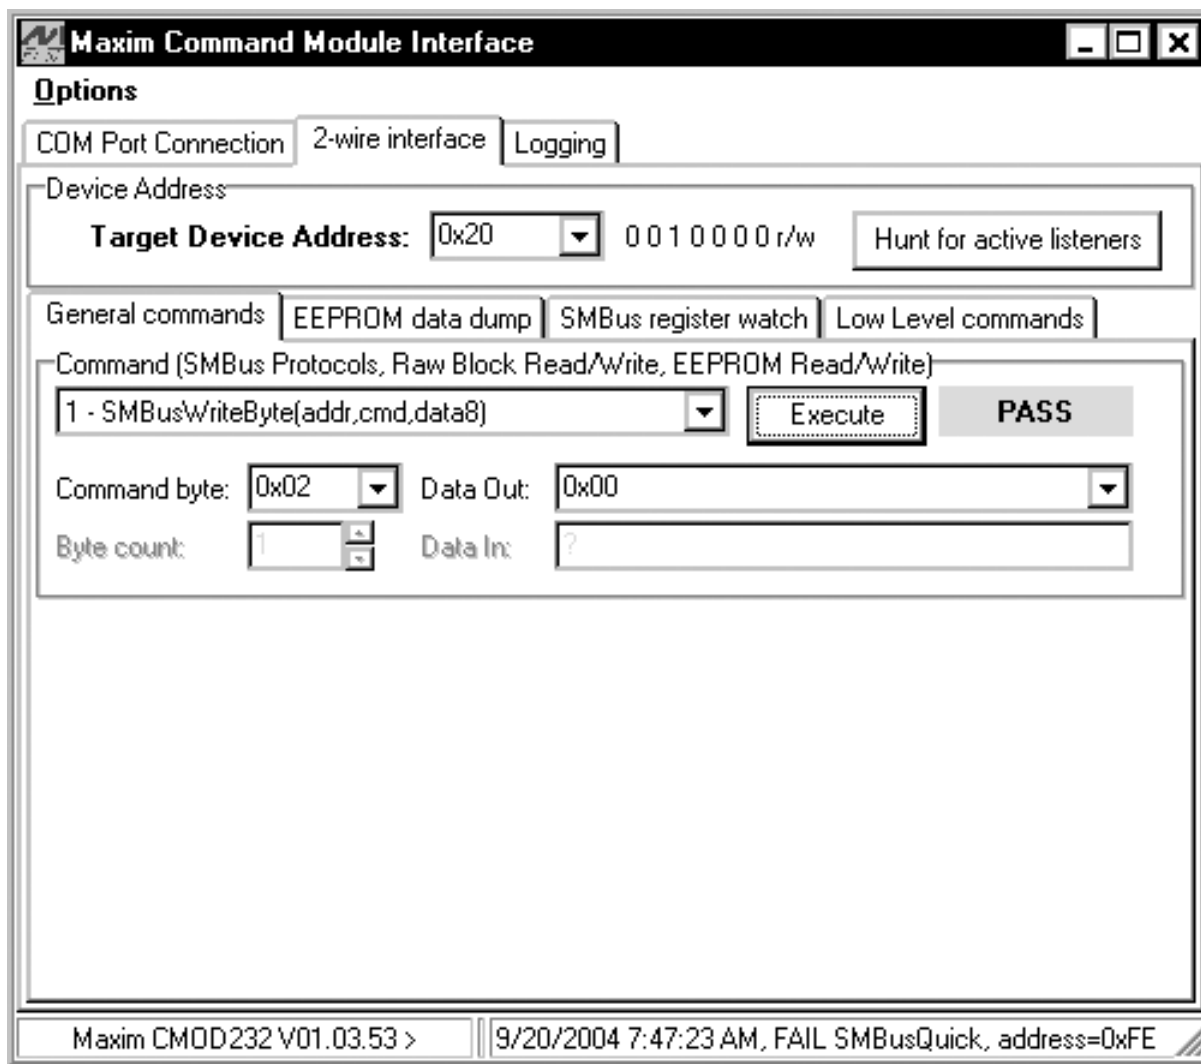 Maxim Command Module Interface
Options
COM Port Connection 2-wire interface Logging
Device Address
Target Device Address: 0x20 0 0 1 0 0 0 0 r/w Hunt for active listeners
General commands EEPROM data dump SMBus register watch Low Level commands
Command (SMBus Protocols, Raw Block Read/Write, EEPROM Read/Write)
1 - SMBusWriteByte(addr,cmd,data8) Execute PASS
Command byte: 0x02 Data Out: 0x00
Byte count: 1 Data In: ?
Maxim CMOD232 V01.03.53 > 9/20/2004 7:47:23 AM, FAIL SMBusQuick, address=0xFE